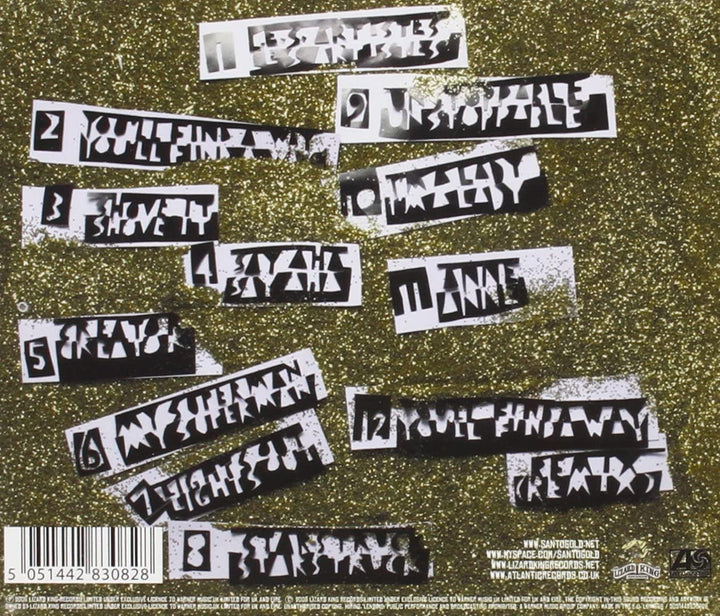 1 L.E.S. ARTISTES
2 YOU'LL FIND A WAY
3 SHOVE IT
4 SAY AHA
5 CREATOR
6 MY SUPERMAN
7 LIGHTS OUT
8 STARSTRUCK
9 UNSTOPPABLE
10 I'M A LADY
11 ANNE
12 YOU'LL FIND A WAY
(REMIX)
5 051442 830828
WWW.SANTOGOLD.NET
WWW.MYSPACE.COM/SANTOGOLD
WWW.LIZARDKINGRECORDS.NET
WWW.ATLANTICRECORDS.CO.UK
LIZARD KING